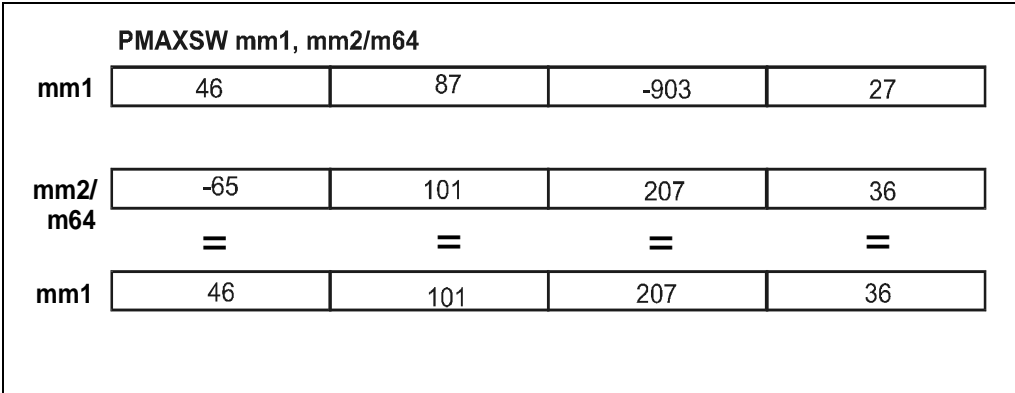 PMAXSW mm1, mm2/m64
mm1 46 87 -903 27
mm2/ -65 101 207 36
m64
= = = =
mm1 46 101 207 36